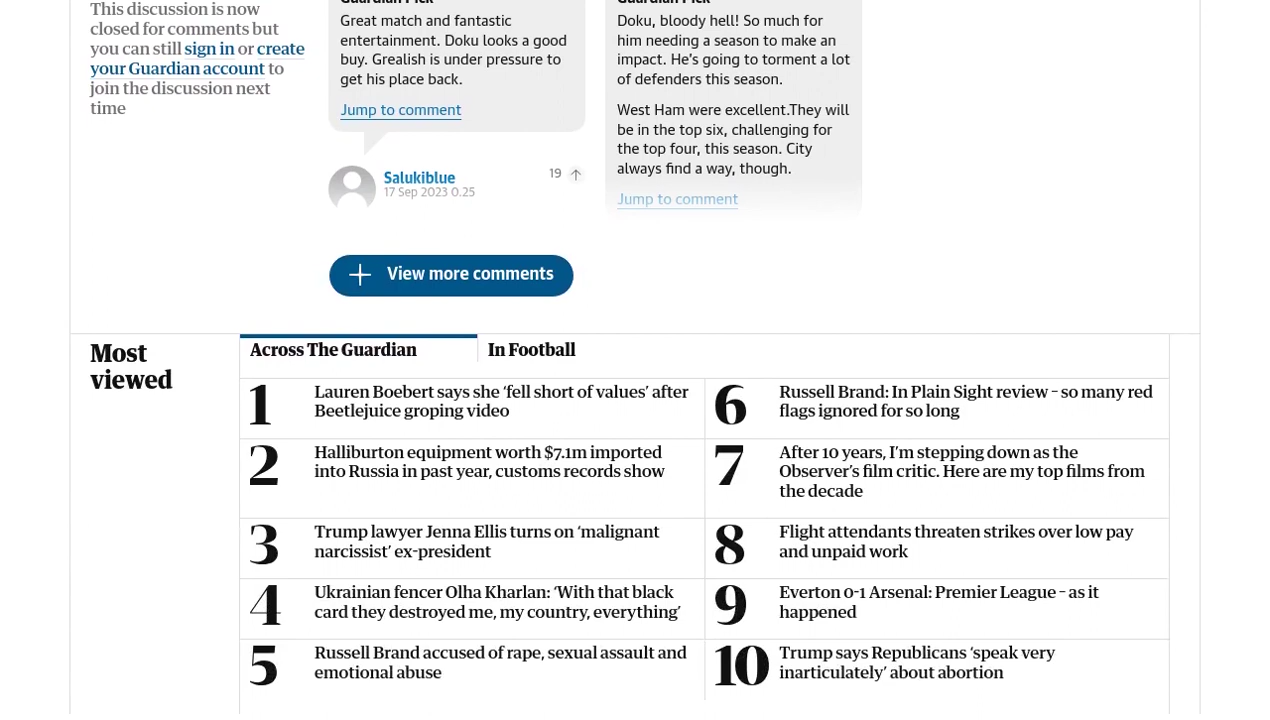 This discussion is now
closed for comments but
you can still sign in or create
your Guardian account to
join the discussion next
time
Great match and fantastic
entertainment. Doku looks a good
buy. Grealish is under pressure to
get his place back.
Jump to comment
Salukiblue
17 Sep 2023 0.25
19
Guardian Pick
Doku, bloody hell! So much for
him needing a season to make an
impact. He's going to torment a lot
of defenders this season.
West Ham were excellent.They will
be in the top six, challenging for
the top four, this season. City
always find a way, though.
Jump to comment
View more comments
Most
viewed
Across The Guardian
In Football
1
Lauren Boebert says she ‘fell short of values’ after
Beetlejuice groping video
2
Halliburton equipment worth $7.1m imported
into Russia in past year, customs records show
3
Trump lawyer Jenna Ellis turns on ‘malignant
narcissist’ ex-president
4
Ukrainian fencer Olha Kharlan: ‘With that black
card they destroyed me, my country, everything’
5
Russell Brand accused of rape, sexual assault and
emotional abuse
6
Russell Brand: In Plain Sight review – so many red
flags ignored for so long
7
After 10 years, I’m stepping down as the
Observer’s film critic. Here are my top films from
the decade
8
Flight attendants threaten strikes over low pay
and unpaid work
9
Everton 0-1 Arsenal: Premier League – as it
happened
10
Trump says Republicans ‘speak very
inarticulately’ about abortion